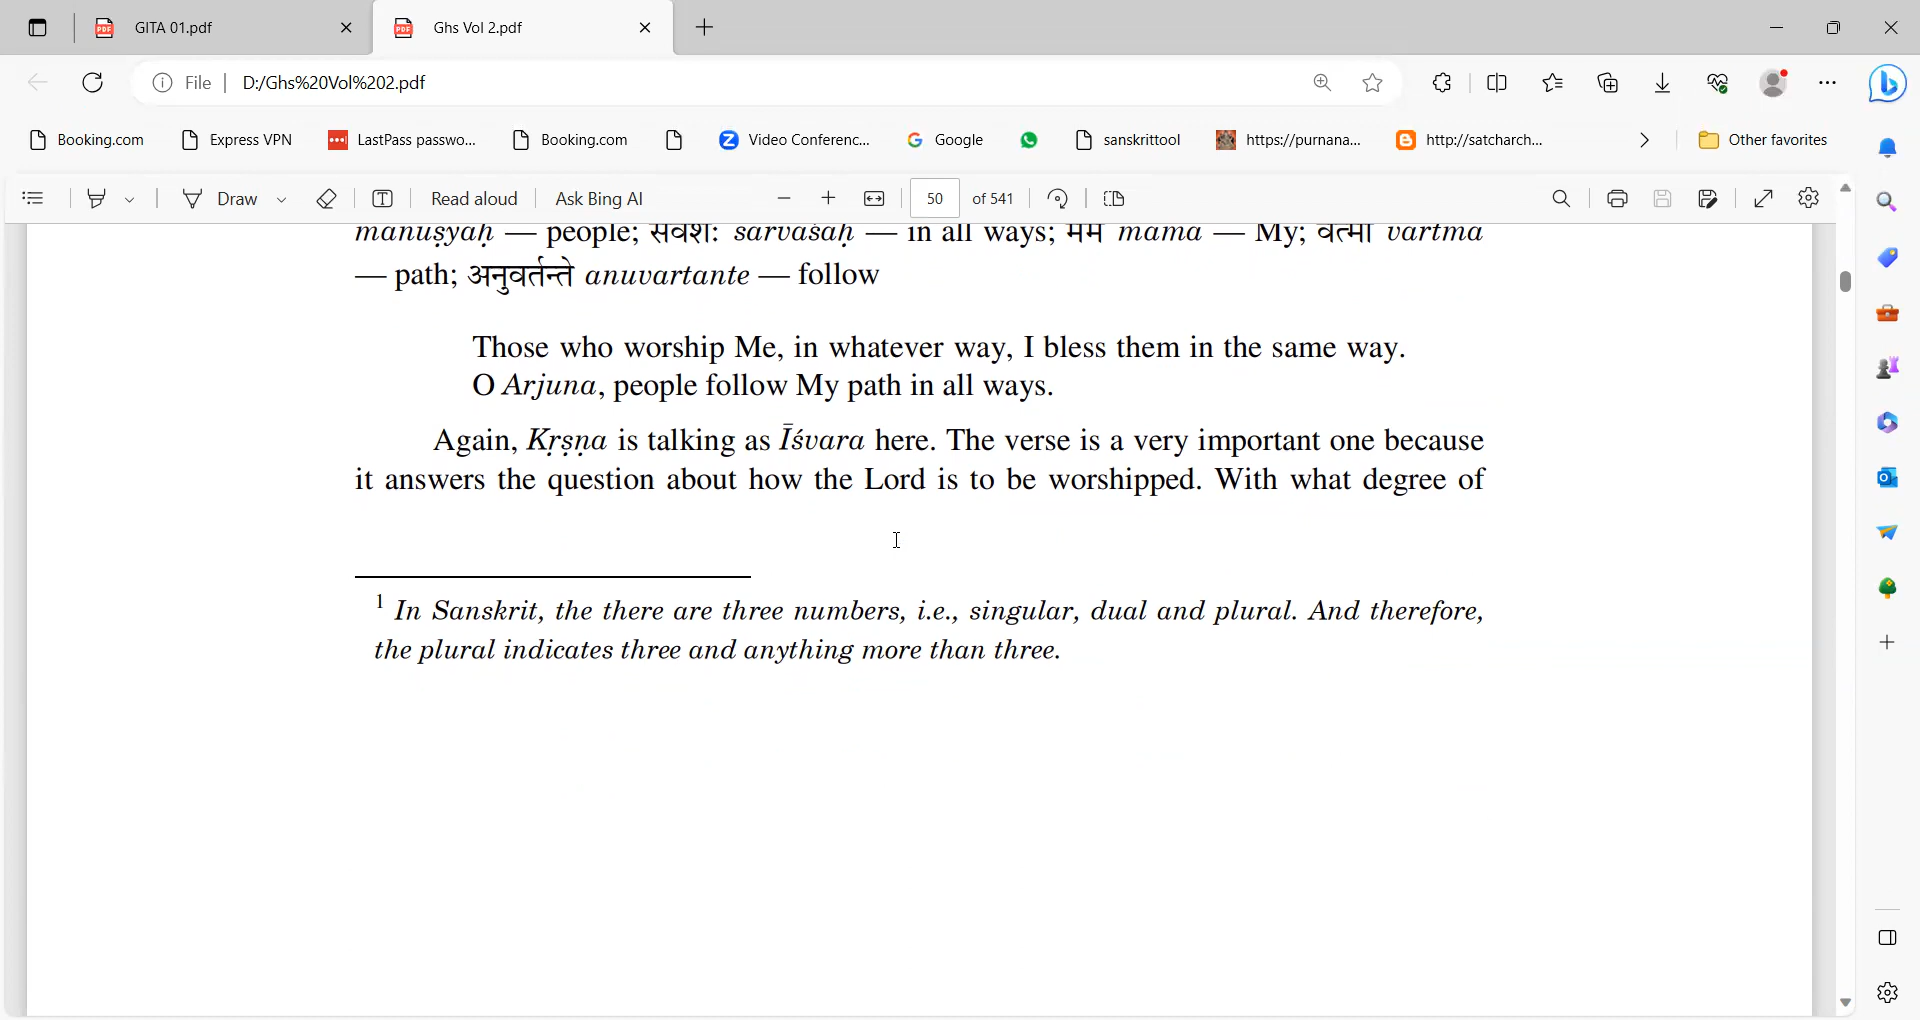 GITA 01.pdf
Ghs Vol 2.pdf
File | D:/Ghs%20Vol%202.pdf
Booking.com Express VPN LastPass passwo... Booking.com Video Conferenc... Google sanskrittool https://purnana... http://satcharch... Other favorites
Draw Read aloud Ask Bing AI 50 of 541
manuṣyaḥ — people; सर्वशः sarvaśaḥ — in all ways; मम mama — My; वर्त्म vartma
— path; अनुवर्तन्ते anuvartante — follow
Those who worship Me, in whatever way, I bless them in the same way.
O Arjuna, people follow My path in all ways.
Again, Kṛṣṇa is talking as Īśvara here. The verse is a very important one because
it answers the question about how the Lord is to be worshipped. With what degree of
1 In Sanskrit, the there are three numbers, i.e., singular, dual and plural. And therefore,
the plural indicates three and anything more than three.